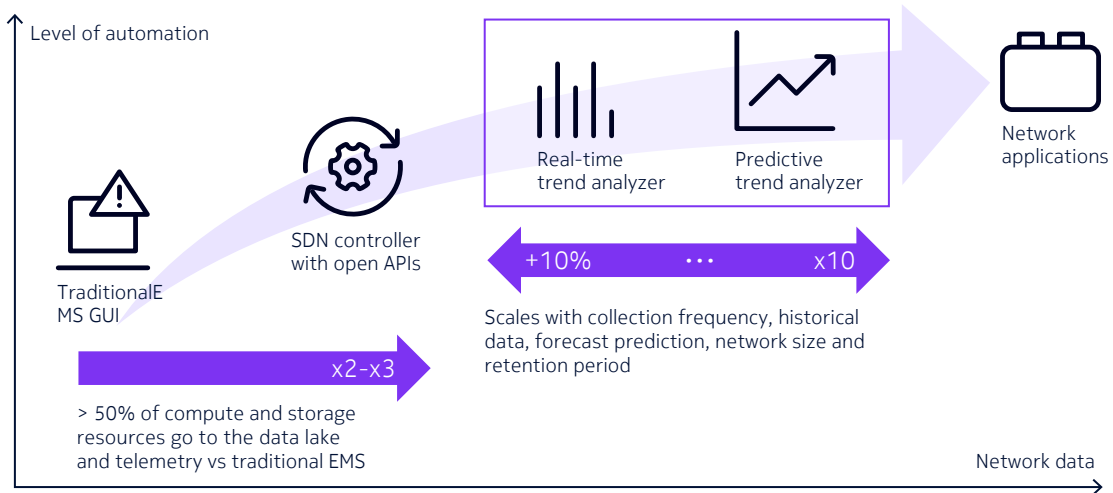 Level of automation
Real-time
trend analyzer
Predictive
trend analyzer
Network
applications
SDN controller
with open APIs
TraditionalE
MS GUI
+10% ... x10
Scales with collection frequency, historical
data, forecast prediction, network size and
retention period
x2-x3
> 50% of compute and storage
resources go to the data lake
and telemetry vs traditional EMS
Network data